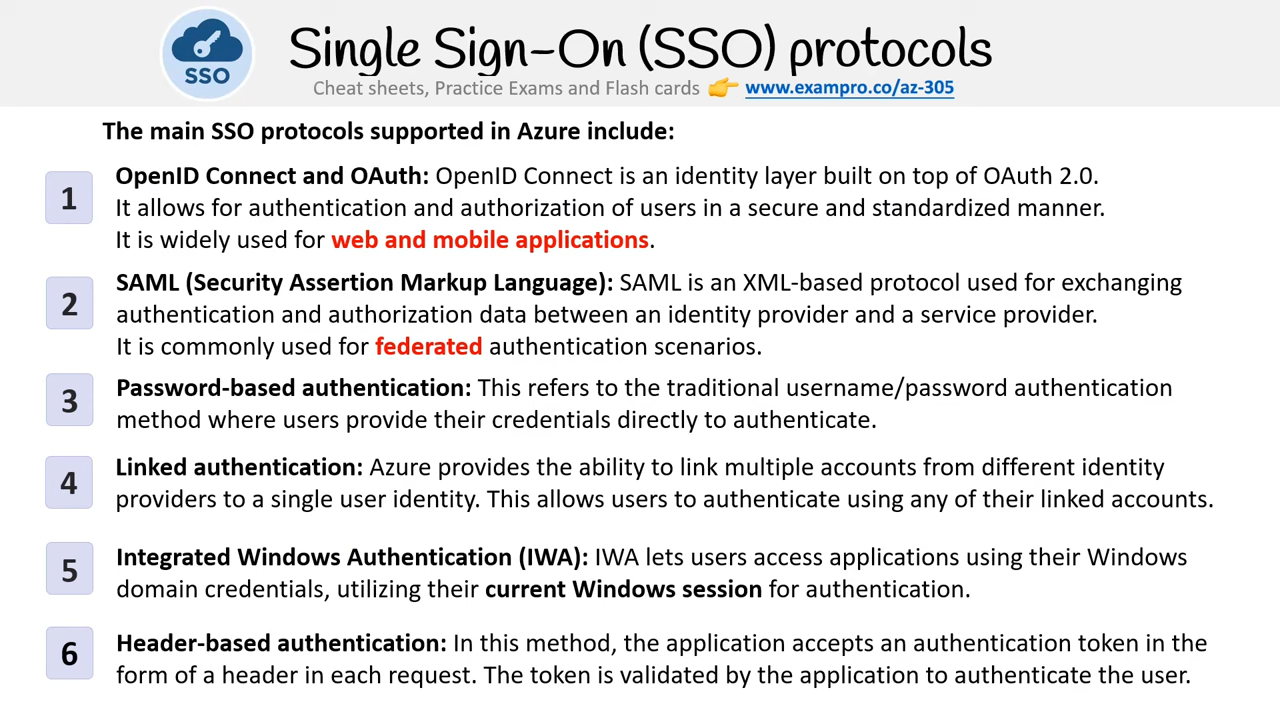 SSO
Single Sign-On (SSO) protocols
Cheat sheets, Practice Exams and Flash cards 👉 www.exampro.co/az-305
The main SSO protocols supported in Azure include:
1
OpenID Connect and OAuth: OpenID Connect is an identity layer built on top of OAuth 2.0.
It allows for authentication and authorization of users in a secure and standardized manner.
It is widely used for web and mobile applications.
2
SAML (Security Assertion Markup Language): SAML is an XML-based protocol used for exchanging
authentication and authorization data between an identity provider and a service provider.
It is commonly used for federated authentication scenarios.
3
Password-based authentication: This refers to the traditional username/password authentication
method where users provide their credentials directly to authenticate.
4
Linked authentication: Azure provides the ability to link multiple accounts from different identity
providers to a single user identity. This allows users to authenticate using any of their linked accounts.
5
Integrated Windows Authentication (IWA): IWA lets users access applications using their Windows
domain credentials, utilizing their current Windows session for authentication.
6
Header-based authentication: In this method, the application accepts an authentication token in the
form of a header in each request. The token is validated by the application to authenticate the user.